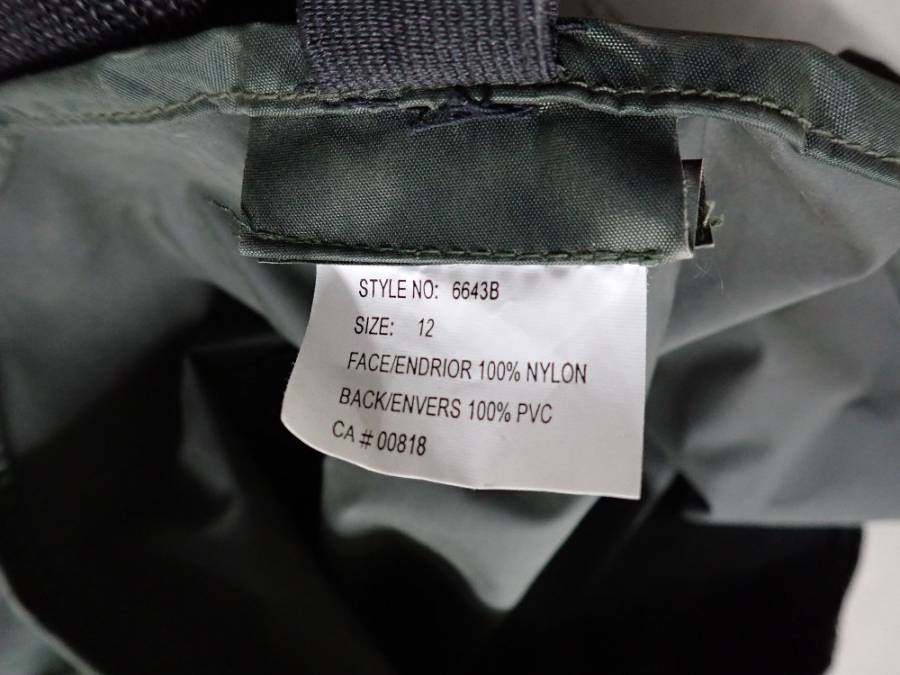 STYLE NO: 6643B
SIZE: 12
FACE/ENDRIOR 100% NYLON
BACK/ENVERS 100% PVC
CA # 00818